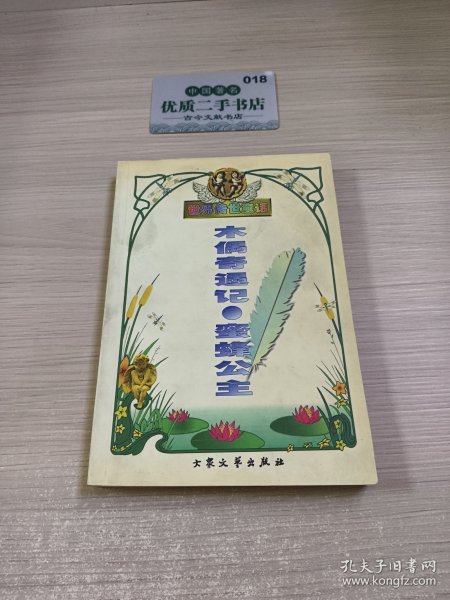 018
中国著名
优质二手书店
古今文献书店
世界传世童话
木偶奇遇记·蜜蜂公主
大众文艺出版社
孔夫子旧书网
www.kongfz.com